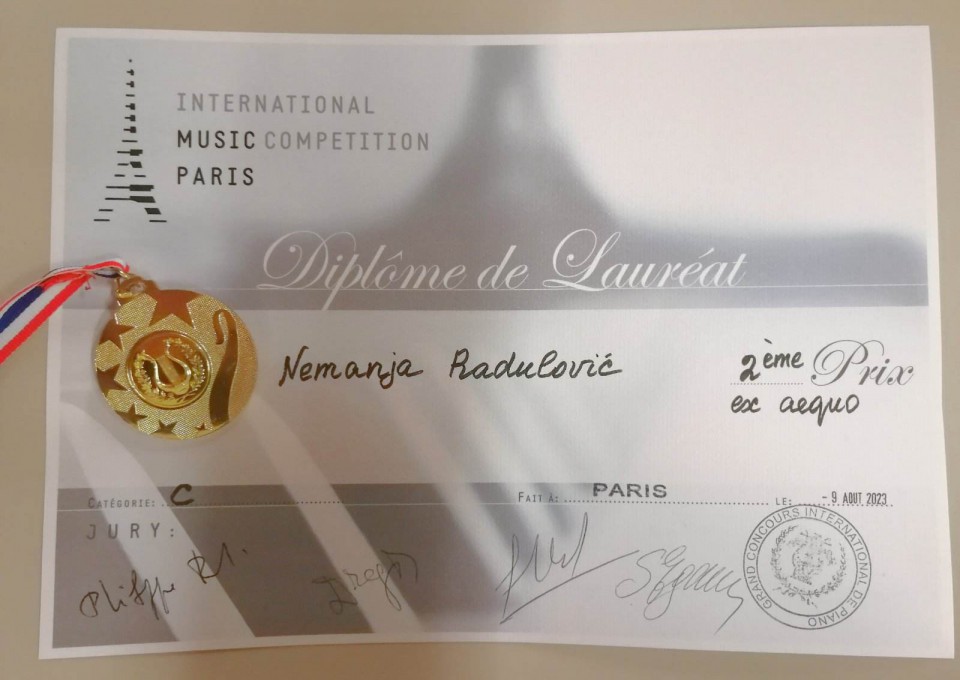 INTERNATIONAL
MUSIC COMPETITION
PARIS
Diplôme de Lauréat
Nemanja Radulović
2ème Prix
ex aequo
CATÉGORIE: C
FAIT À: PARIS
LE: - 9 AOUT 2023
JURY:
Philippe
GRAND CONCOURS INTERNATIONAL DE PIANO